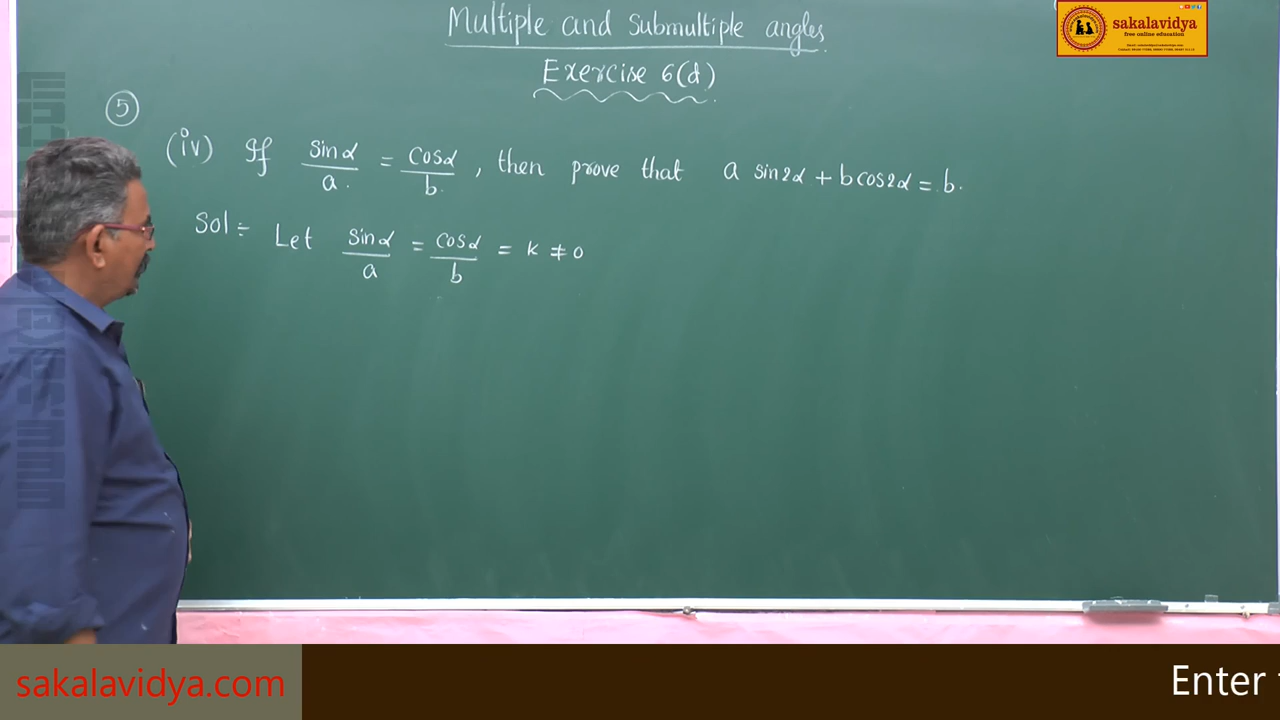 Multiple and Submultiple angles
Exercise 6(d)
sakalavidya
free online education
⑤
(iv) If sinα/a = cosα/b, then prove that a sin2α + b cos2α = b.
Sol: Let sinα/a = cosα/b = k ≠ 0
sakalavidya.com
Enter